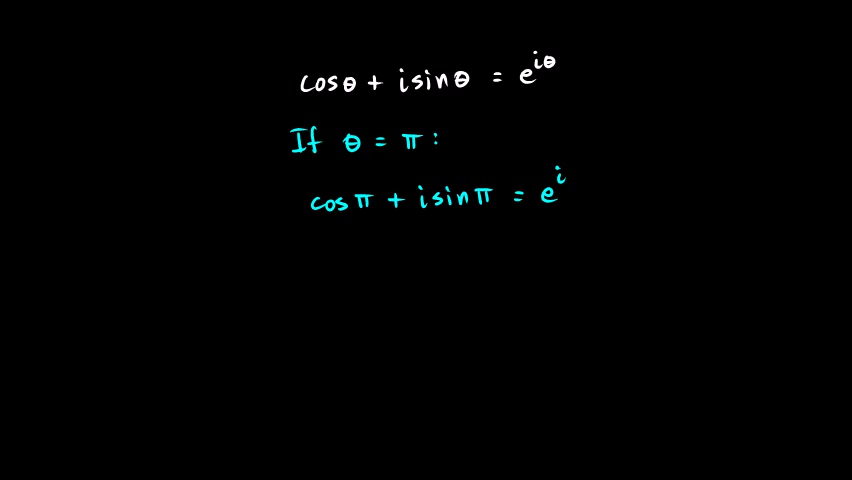 cosθ + isinθ = e^{iθ}
If θ = π:
cosπ + isinπ = e^{i}